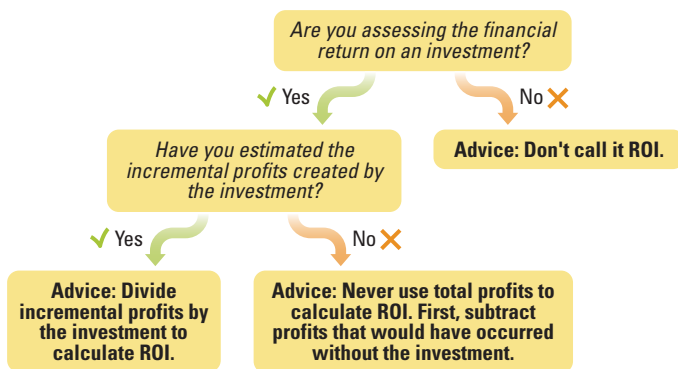 Are you assessing the financial
return on an investment?
Yes
No
Have you estimated the
incremental profits created by
the investment?
Advice: Don't call it ROI.
Yes
No
Advice: Divide
incremental profits by
the investment to
calculate ROI.
Advice: Never use total profits to
calculate ROI. First, subtract
profits that would have occurred
without the investment.